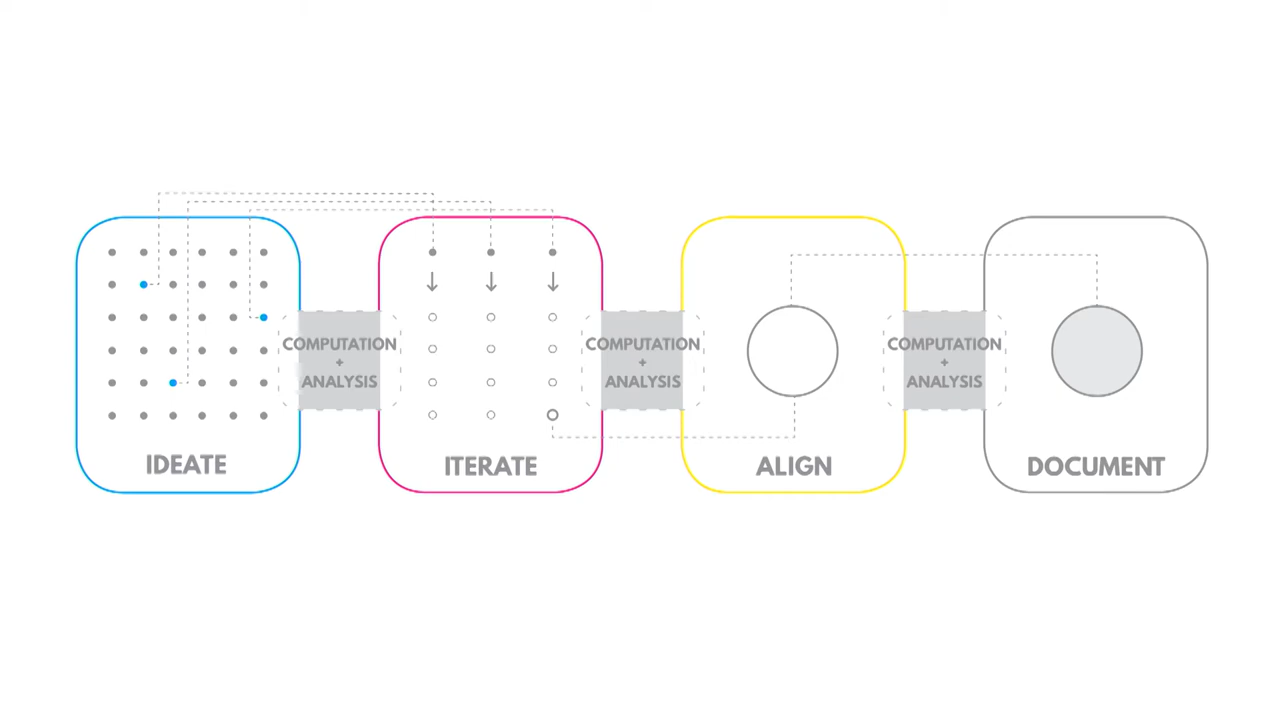 COMPUTATION
+
ANALYSIS
COMPUTATION
+
ANALYSIS
COMPUTATION
+
ANALYSIS
IDEATE
ITERATE
ALIGN
DOCUMENT